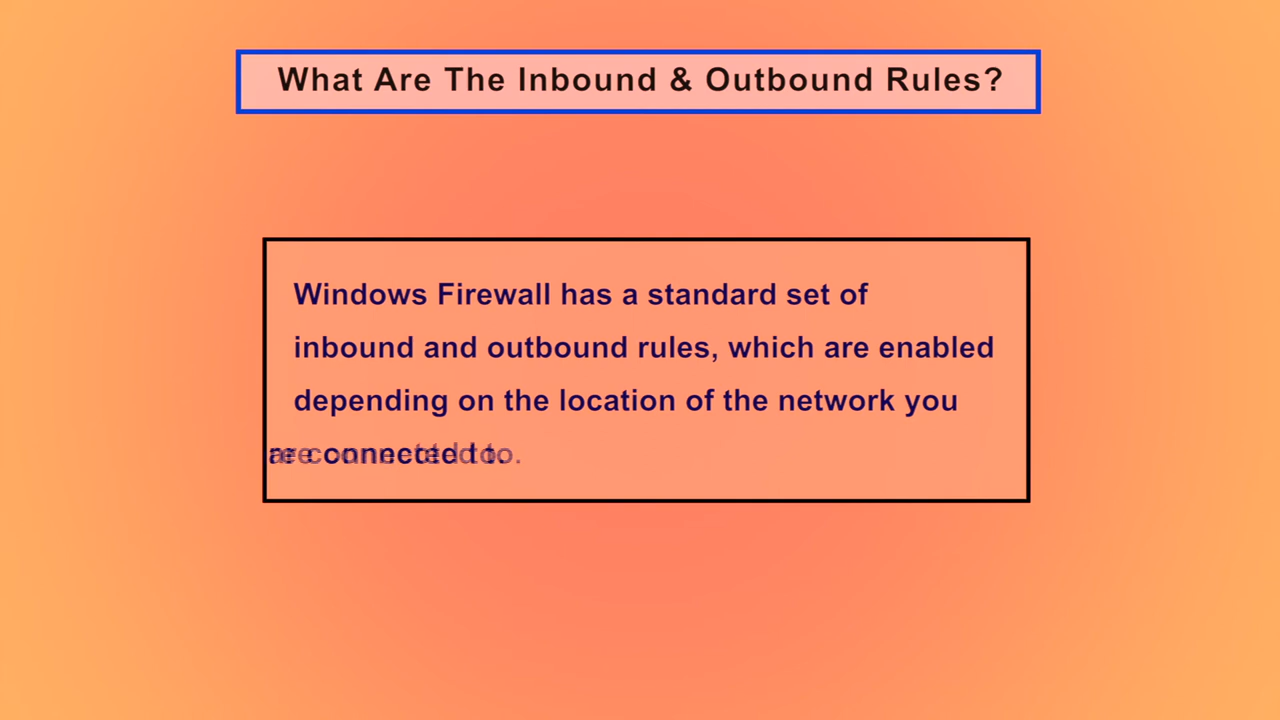 What Are The Inbound & Outbound Rules?
Windows Firewall has a standard set of
inbound and outbound rules, which are enabled
depending on the location of the network you
are connected to.